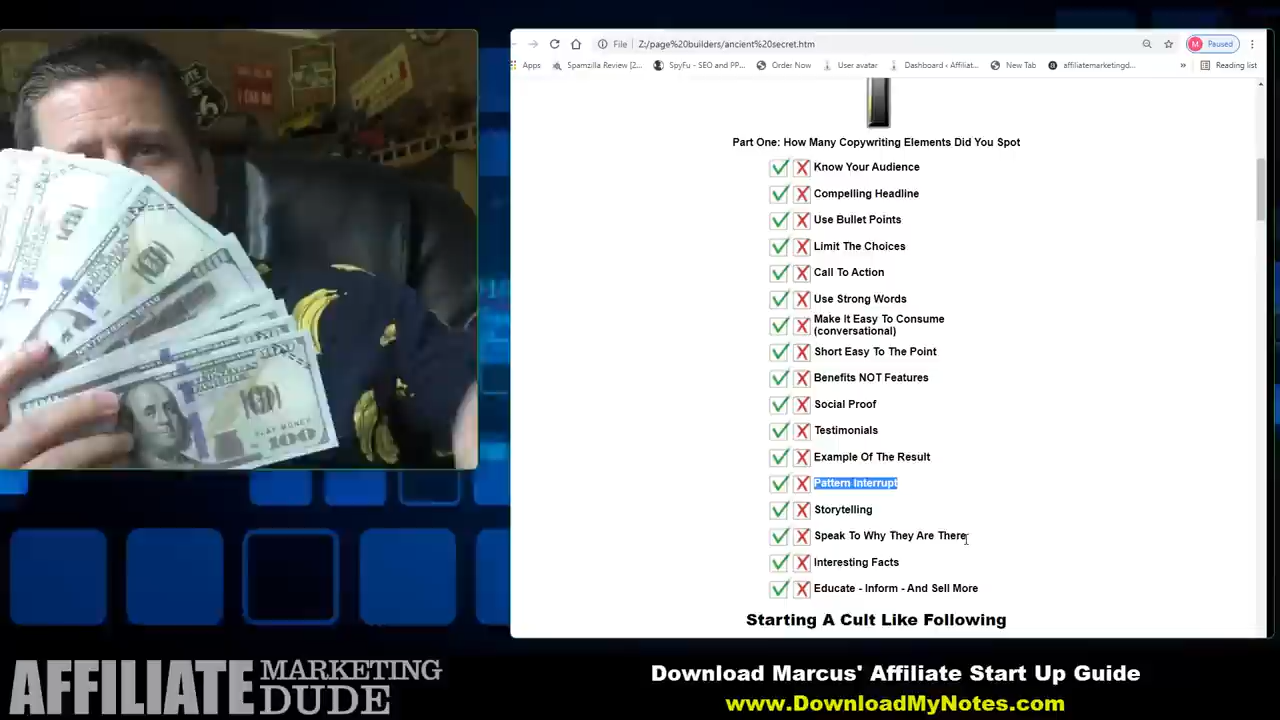 File
Z:/page%20builders/ancient%20secret.htm
M
Paused
Apps
Spamzilla Review [2...
SpyFu - SEO and PP...
Order Now
User avatar
Dashboard ‹ Affiliat...
New Tab
affiliatemarketingd...
»
Reading list
Part One: How Many Copywriting Elements Did You Spot
Know Your Audience
Compelling Headline
Use Bullet Points
Limit The Choices
Call To Action
Use Strong Words
Make It Easy To Consume
(conversational)
Short Easy To The Point
Benefits NOT Features
Social Proof
Testimonials
Example Of The Result
Pattern Interrupt
Storytelling
Speak To Why They Are There
Interesting Facts
Educate - Inform - And Sell More
Starting A Cult Like Following
I CAN DO
6
100
PLAY MONEY
100
AFFILIATE MARKETING
DUDE
Download Marcus' Affiliate Start Up Guide
www.DownloadMyNotes.com